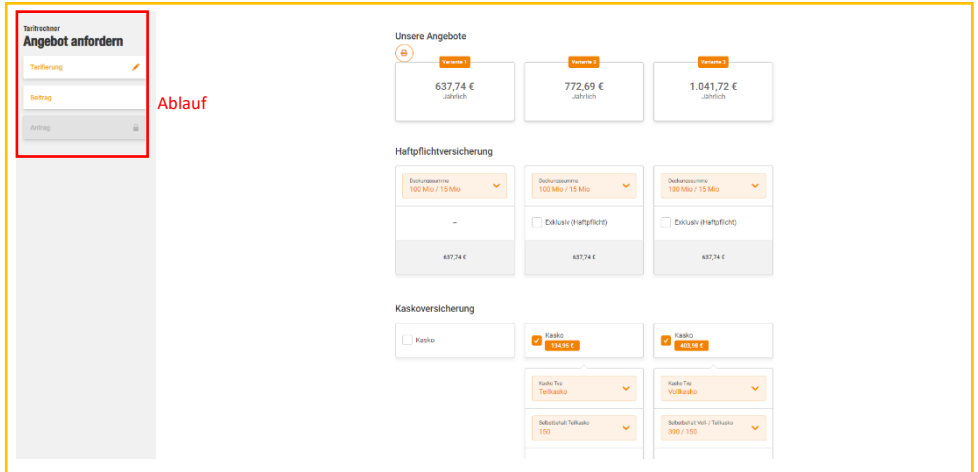 Tarifrechner
Angebot anfordern
Tarifierung
Beitrag
Antrag
Ablauf
Unsere Angebote
Variante 1
637,74 €
Jährlich
Variante 2
772,69 €
Jährlich
Variante 3
1.041,72 €
Jährlich
Haftpflichtversicherung
Deckungssumme
100 Mio / 15 Mio
Deckungssumme
100 Mio / 15 Mio
Deckungssumme
100 Mio / 15 Mio
–
Exklusiv (Haftpflicht)
Exklusiv (Haftpflicht)
637,74 €
637,74 €
637,74 €
Kaskoversicherung
Kasko
Kasko
134,95 €
Kasko
403,98 €
Kasko Typ
Teilkasko
Kasko Typ
Vollkasko
Selbstbehalt Teilkasko
150
Selbstbehalt Voll- / Teilkasko
300 / 150